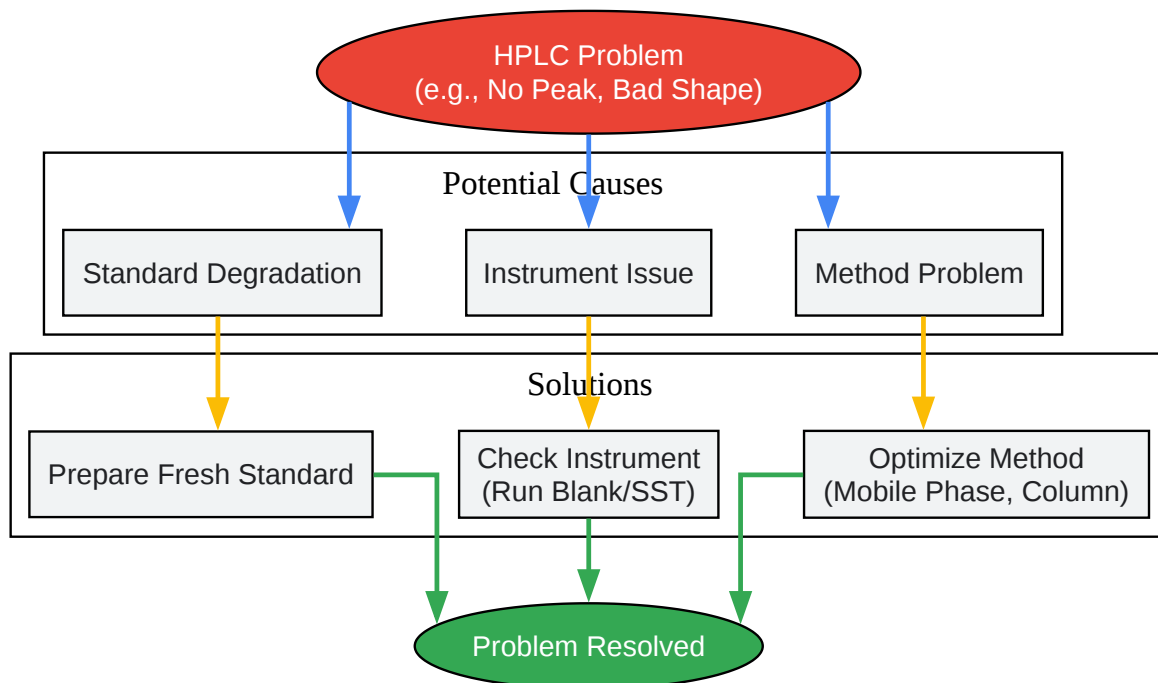 HPLC Problem
(e.g., No Peak, Bad Shape)
Potential Causes
Standard Degradation
Instrument Issue
Method Problem
Solutions
Prepare Fresh Standard
Check Instrument
(Run Blank/SST)
Optimize Method
(Mobile Phase, Column)
Problem Resolved